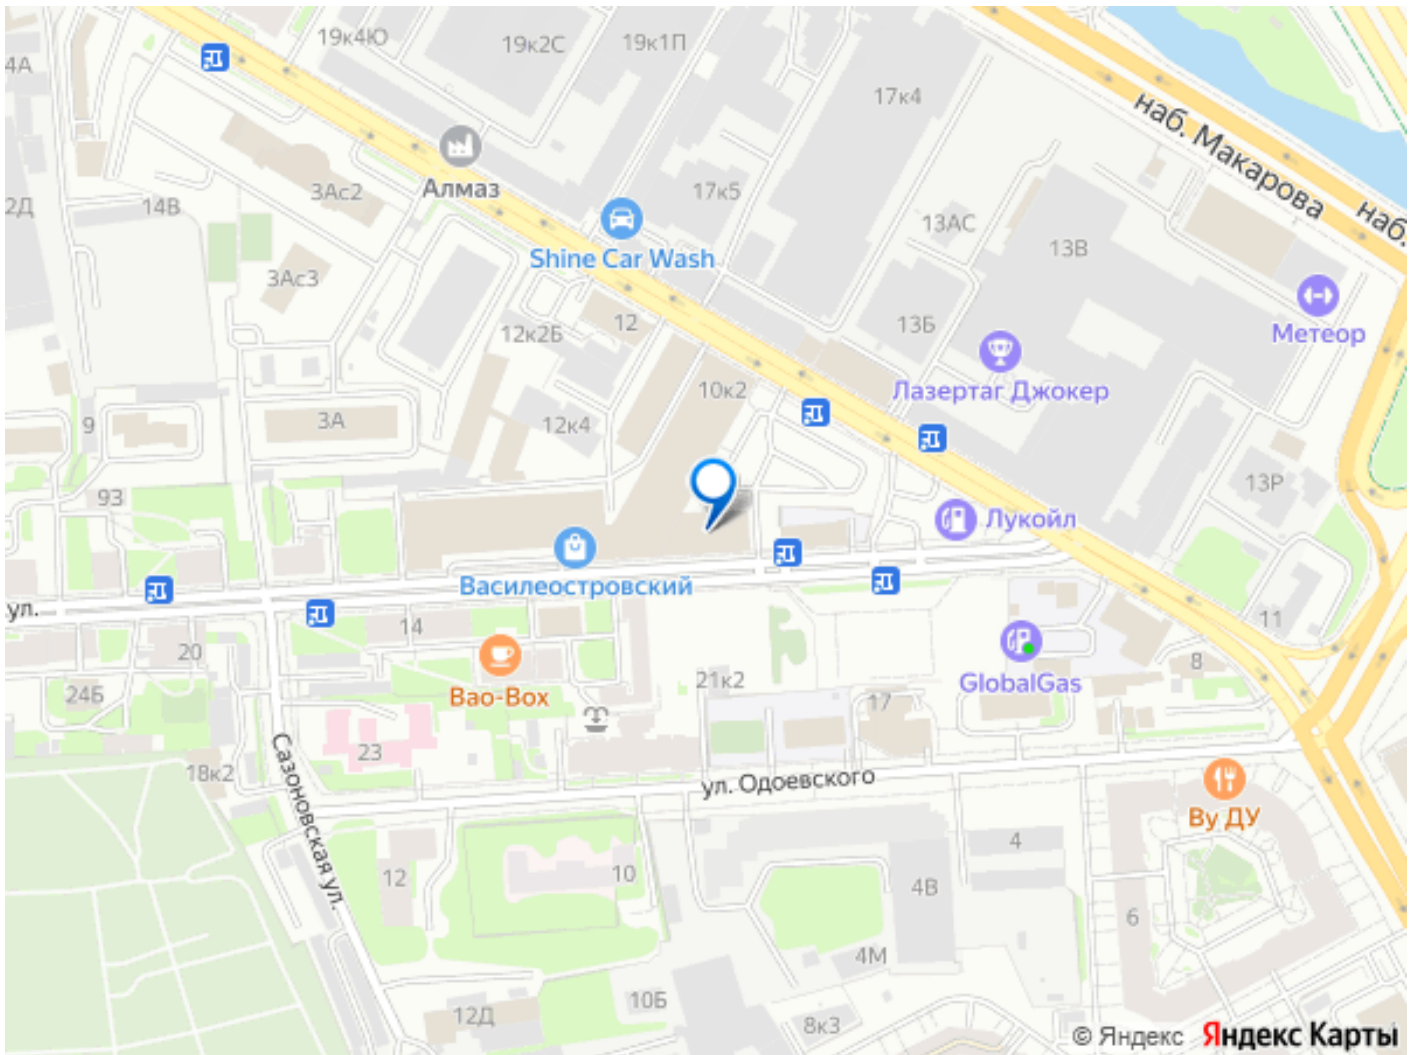 19к4Ю
19к2С
19к1П
4А
17к4
наб. Макарова
наб.
Алмаз
3Ас2
17к5
2Д
14В
13АС
13В
Shine Car Wash
3Ас3
12к2Б
12
13Б
Метеор
10к2
Лазертаг Джокер
3А
9
12к4
93
13Р
Лукойл
Василеостровский
ул.
14
20
11
8
24Б
Bao-Box
21к2
17
GlobalGas
23
18к2
Сазоновская ул.
ул. Одоевского
Ву ДУ
4
12
10
4В
6
4М
10Б
12Д
8к3
© Яндекс Яндекс Карты